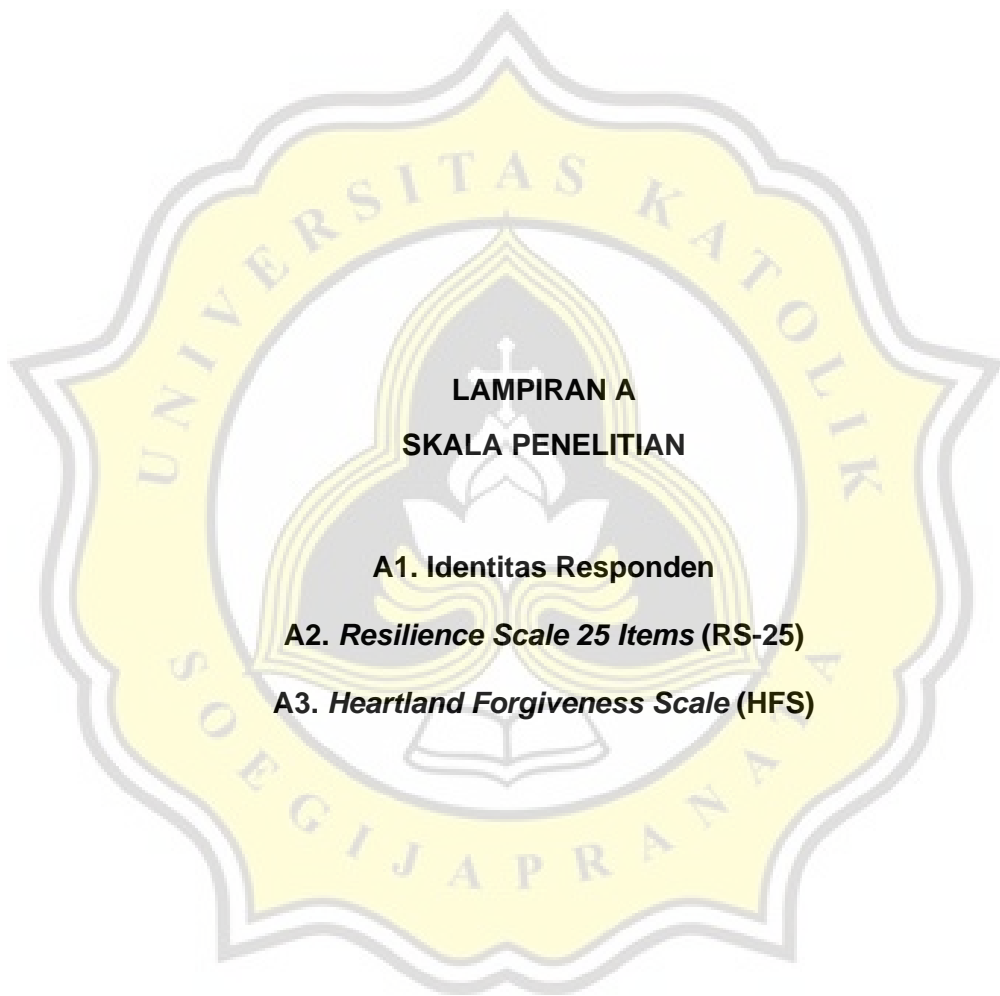 UNIVERSITAS KATOLIK
LAMPIRAN A
SKALA PENELITIAN
A1. Identitas Responden
A2. Resilience Scale 25 Items (RS-25)
A3. Heartland Forgiveness Scale (HFS)
SOEGIJAPRANATA